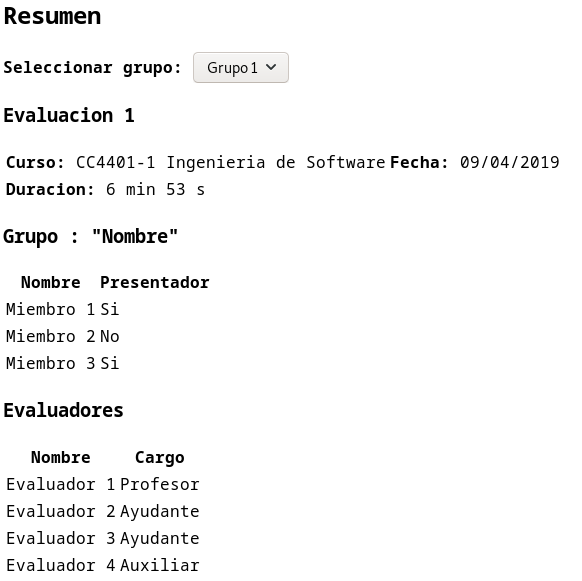 Resumen
Seleccionar grupo: Grupo 1
Evaluacion 1
Curso: CC4401-1 Ingenieria de Software Fecha: 09/04/2019
Duracion: 6 min 53 s
Grupo : "Nombre"
Nombre Presentador
Miembro 1 Si
Miembro 2 No
Miembro 3 Si
Evaluadores
Nombre Cargo
Evaluador 1 Profesor
Evaluador 2 Ayudante
Evaluador 3 Ayudante
Evaluador 4 Auxiliar